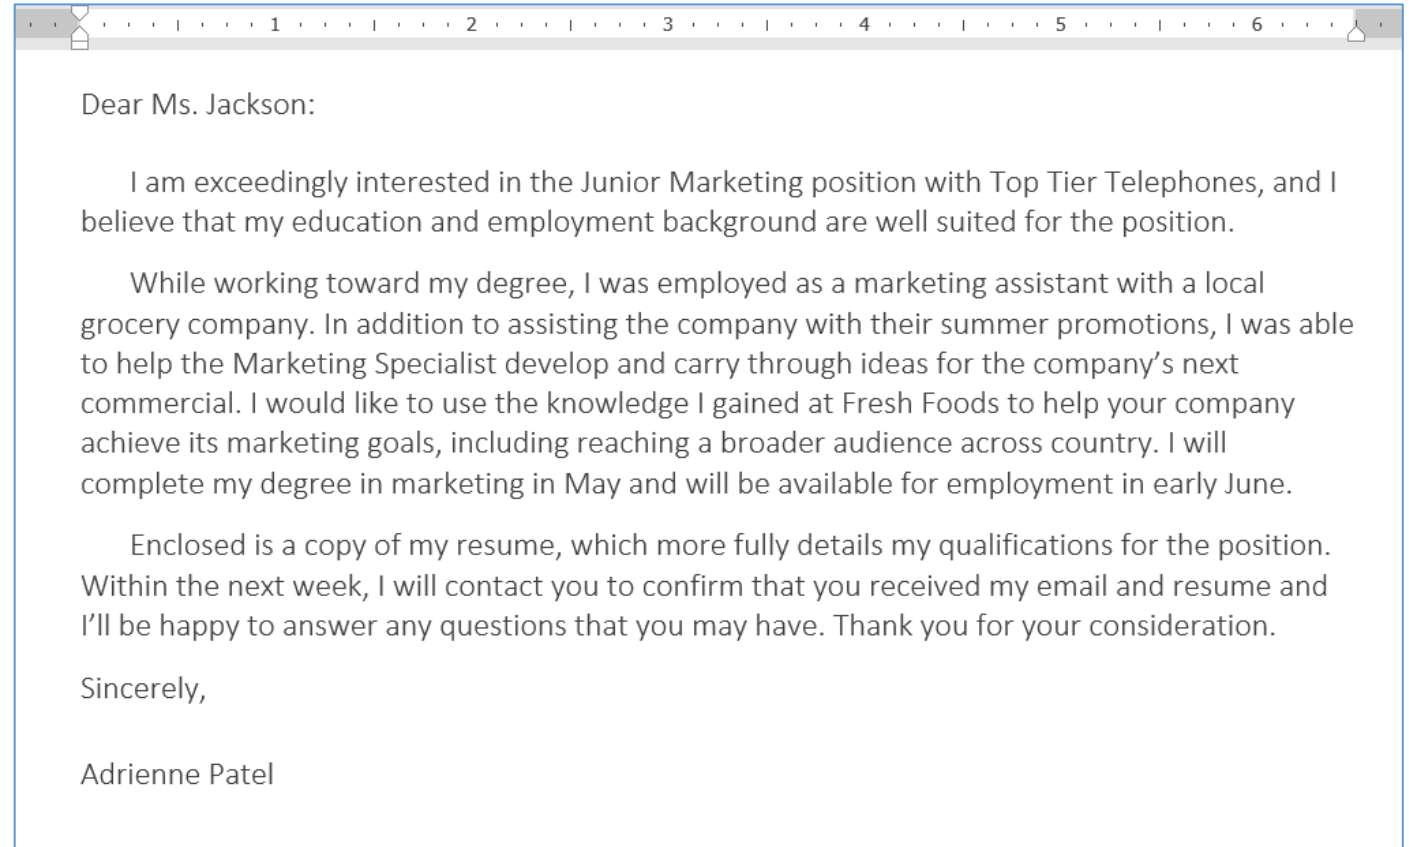 1 2 3 4 5 6
Dear Ms. Jackson:
I am exceedingly interested in the Junior Marketing position with Top Tier Telephones, and I
believe that my education and employment background are well suited for the position.
While working toward my degree, I was employed as a marketing assistant with a local
grocery company. In addition to assisting the company with their summer promotions, I was able
to help the Marketing Specialist develop and carry through ideas for the company’s next
commercial. I would like to use the knowledge I gained at Fresh Foods to help your company
achieve its marketing goals, including reaching a broader audience across country. I will
complete my degree in marketing in May and will be available for employment in early June.
Enclosed is a copy of my resume, which more fully details my qualifications for the position.
Within the next week, I will contact you to confirm that you received my email and resume and
I’ll be happy to answer any questions that you may have. Thank you for your consideration.
Sincerely,
Adrienne Patel